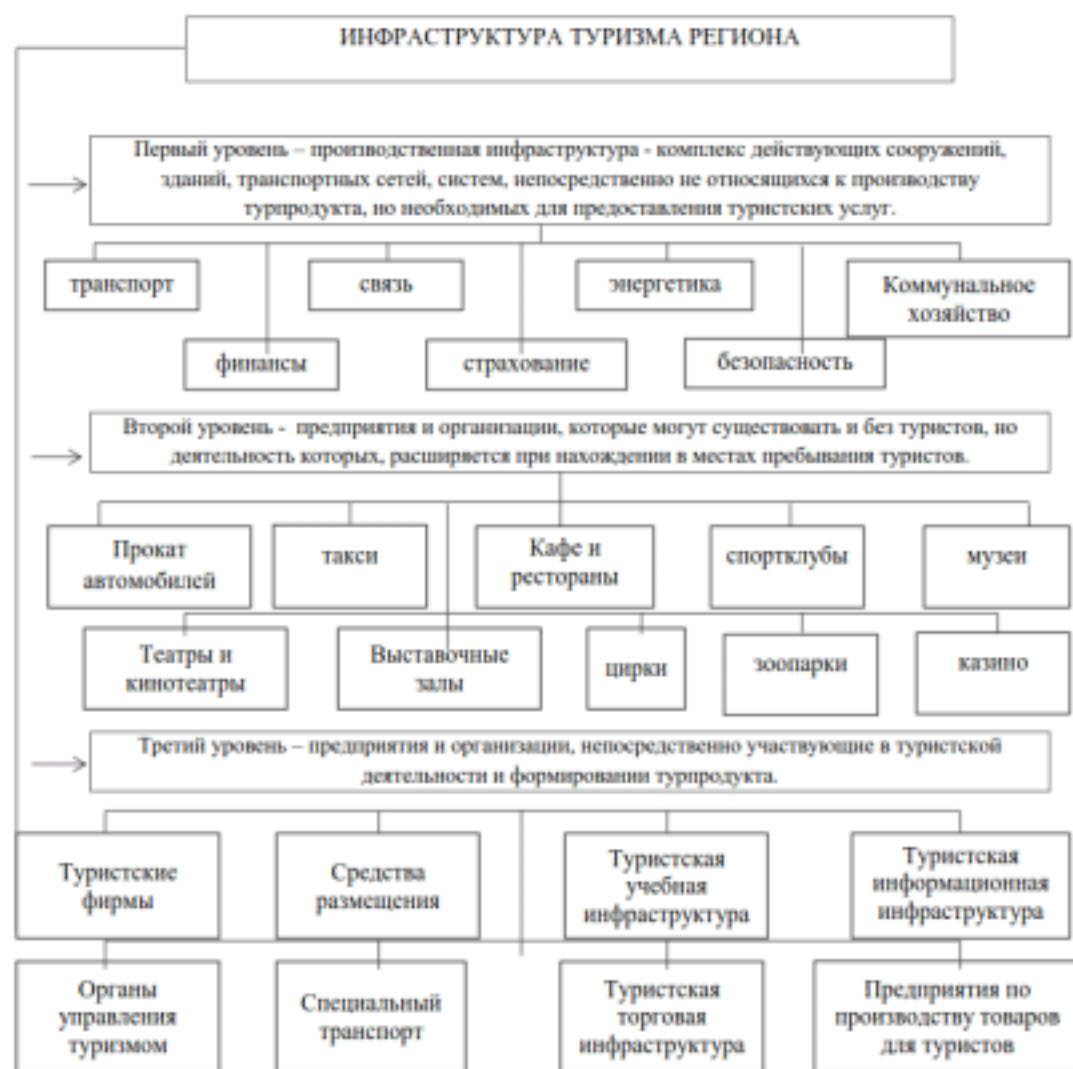 ИНФРАСТРУКТУРА ТУРИЗМА РЕГИОНА
Первый уровень – производственная инфраструктура - комплекс действующих сооружений,
зданий, транспортных сетей, систем, непосредственно не относящихся к производству
турпродукта, но необходимых для предоставления туристских услуг.
транспорт
связь
энергетика
Коммунальное
хозяйство
финансы
страхование
безопасность
Второй уровень - предприятия и организации, которые могут существовать и без туристов, но
деятельность которых, расширяется при нахождении в местах пребывания туристов.
Прокат
автомобилей
такси
Кафе и
рестораны
спортклубы
музеи
Театры и
кинотеатры
Выставочные
залы
цирки
зоопарки
казино
Третий уровень – предприятия и организации, непосредственно участвующие в туристской
деятельности и формировании турпродукта.
Туристские
фирмы
Средства
размещения
Туристская
учебная
инфраструктура
Туристская
информационная
инфраструктура
Органы
управления
туризмом
Специальный
транспорт
Туристская
торговая
инфраструктура
Предприятия по
производству товаров
для туристов